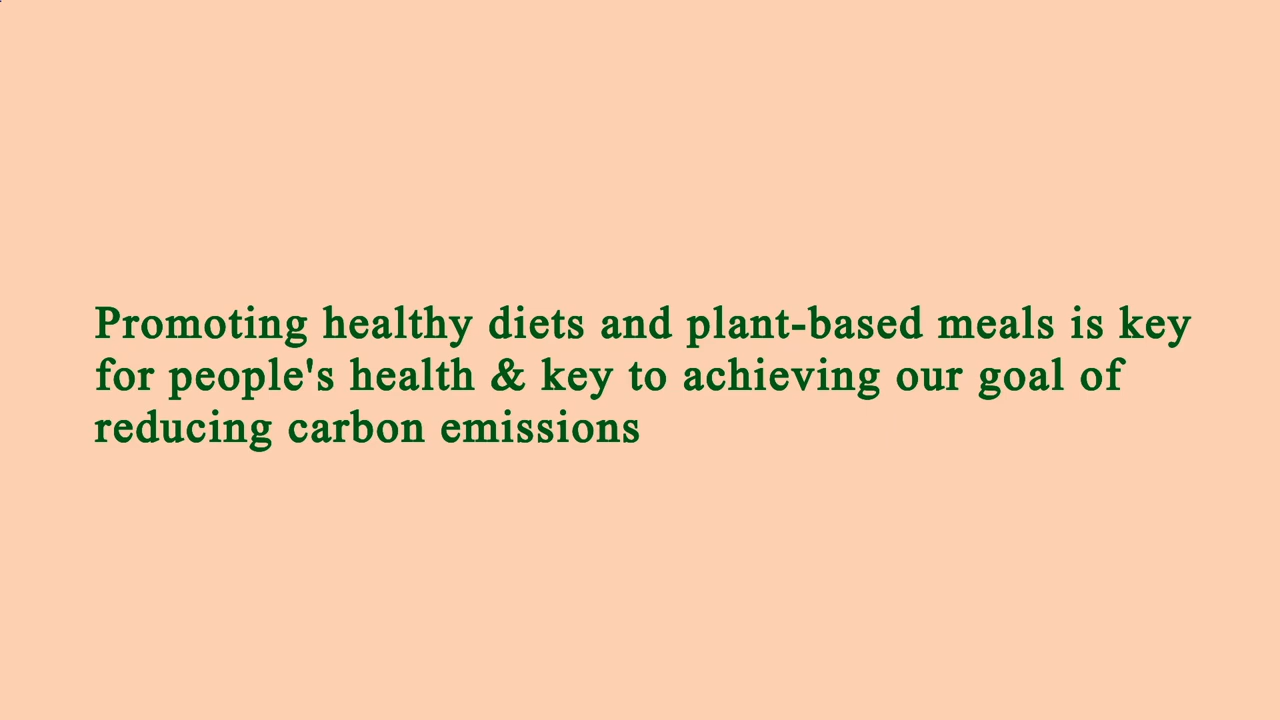 Promoting healthy diets and plant-based meals is key
for people's health & key to achieving our goal of
reducing carbon emissions